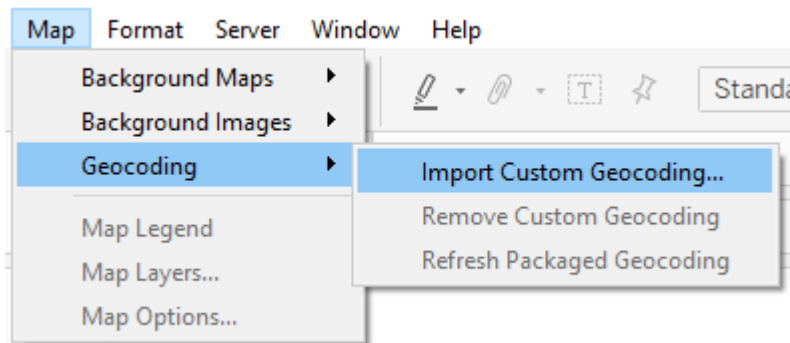 Map Format Server Window Help
Background Maps
Background Images
Geocoding
Map Legend
Map Layers...
Map Options...
T
Import Custom Geocoding...
Remove Custom Geocoding
Refresh Packaged Geocoding